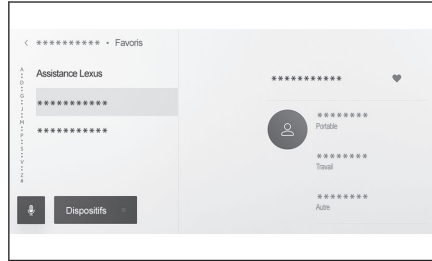 < ********** • Favoris
Assistance Lexus
***********
***********
A
D
G
J
M
P
S
V
Z
#
Dispositifs
***********
********
Portable
********
Travail
********
Autre